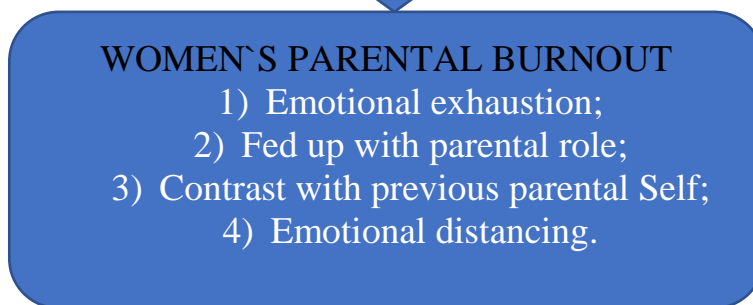 WOMEN`S PARENTAL BURNOUT
1) Emotional exhaustion;
2) Fed up with parental role;
3) Contrast with previous parental Self;
4) Emotional distancing.